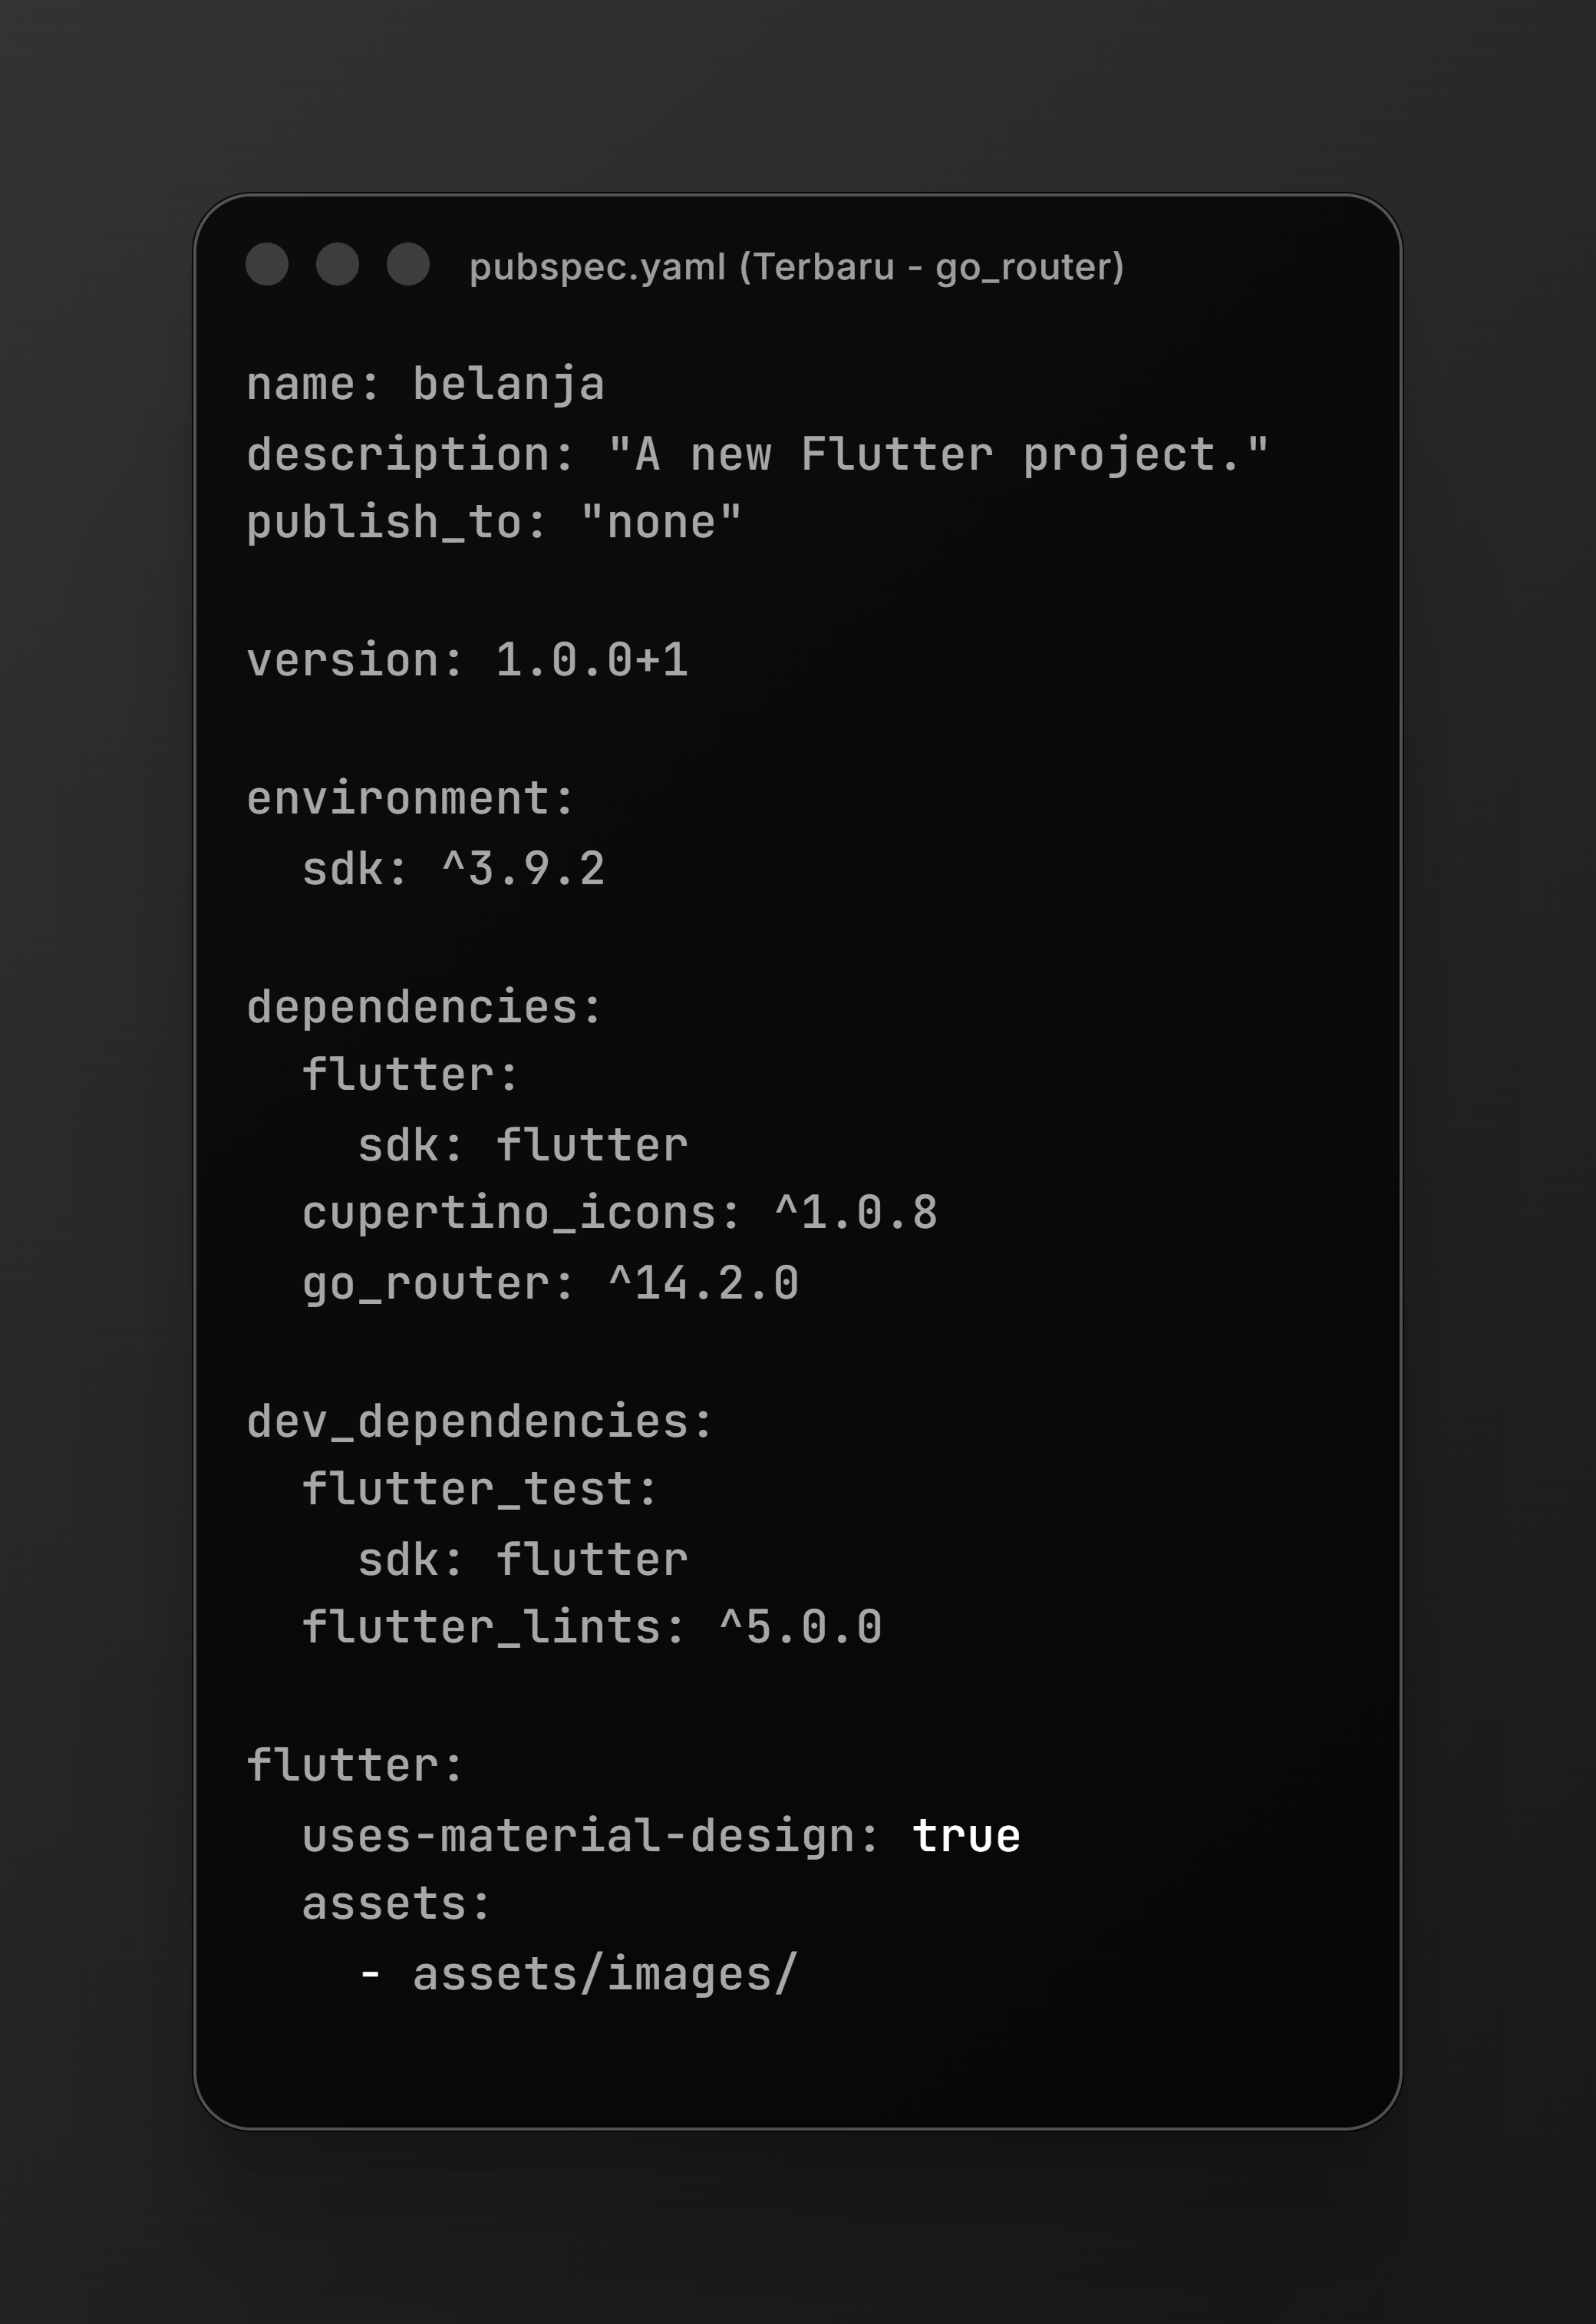 pubspec.yaml (Terbaru - go_router)
name: belanja
description: "A new Flutter project."
publish_to: "none"

version: 1.0.0+1

environment:
  sdk: ^3.9.2

dependencies:
  flutter:
    sdk: flutter
  cupertino_icons: ^1.0.8
  go_router: ^14.2.0

dev_dependencies:
  flutter_test:
    sdk: flutter
  flutter_lints: ^5.0.0

flutter:
  uses-material-design: true
  assets:
    - assets/images/